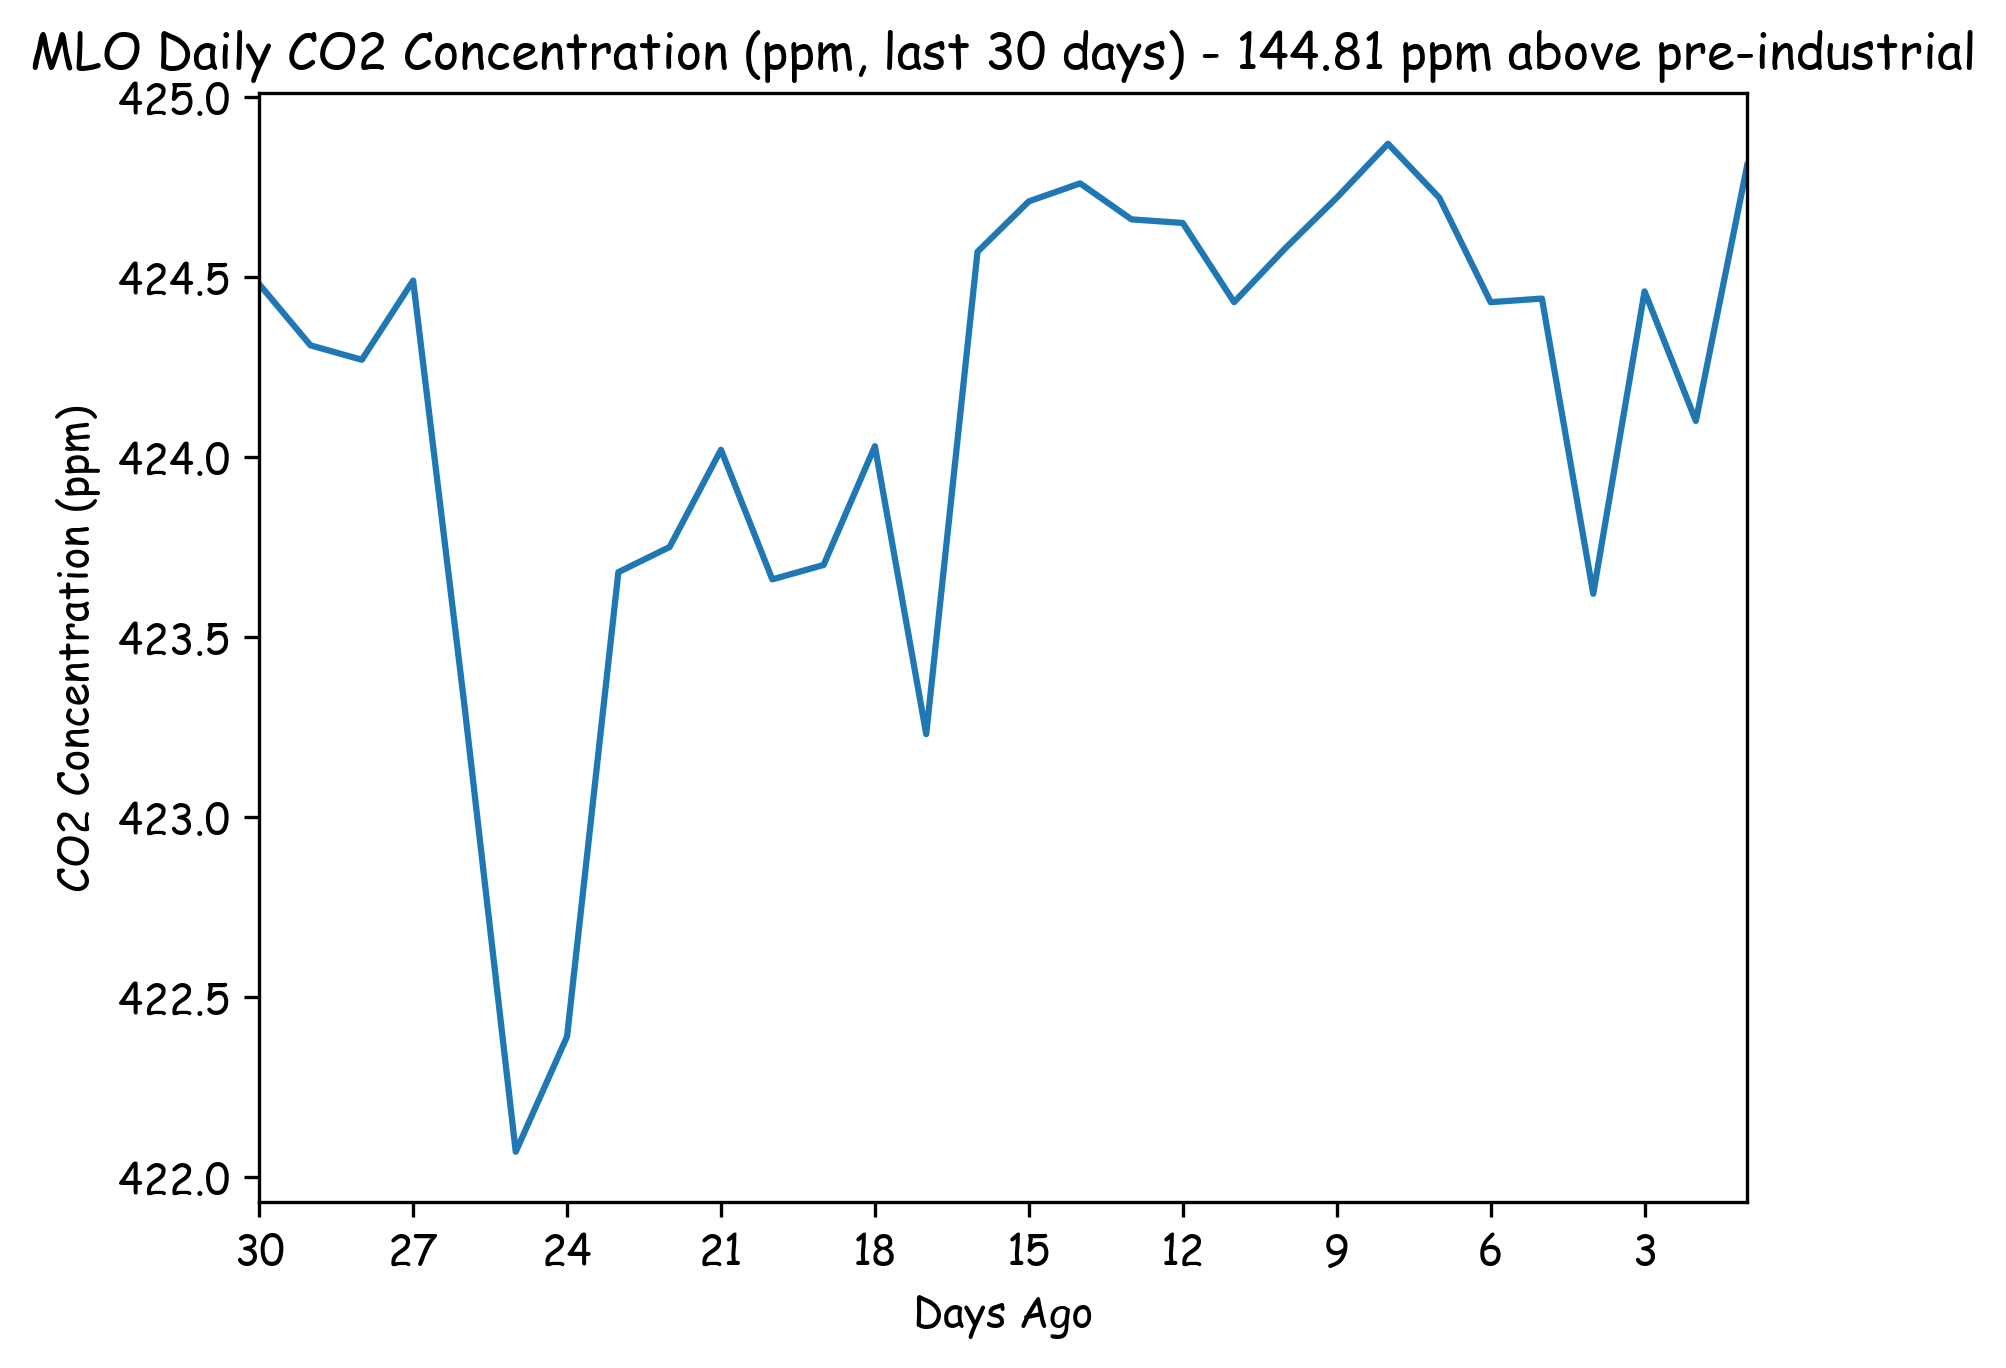 MLO Daily CO2 Concentration (ppm, last 30 days) - 144.81 ppm above pre-industrial
425.0
424.5
424.0
423.5
423.0
422.5
422.0
CO2 Concentration (ppm)
30 27 24 21 18 15 12 9 6 3
Days Ago